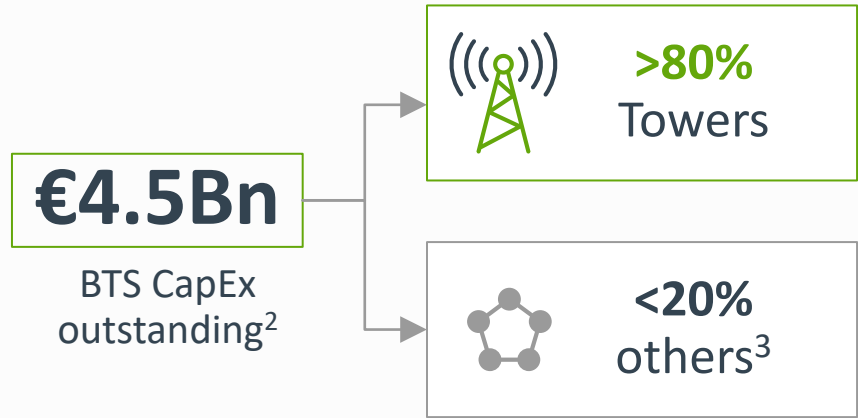 €4.5Bn
BTS CapEx
outstanding²
>80%
Towers
<20%
others³